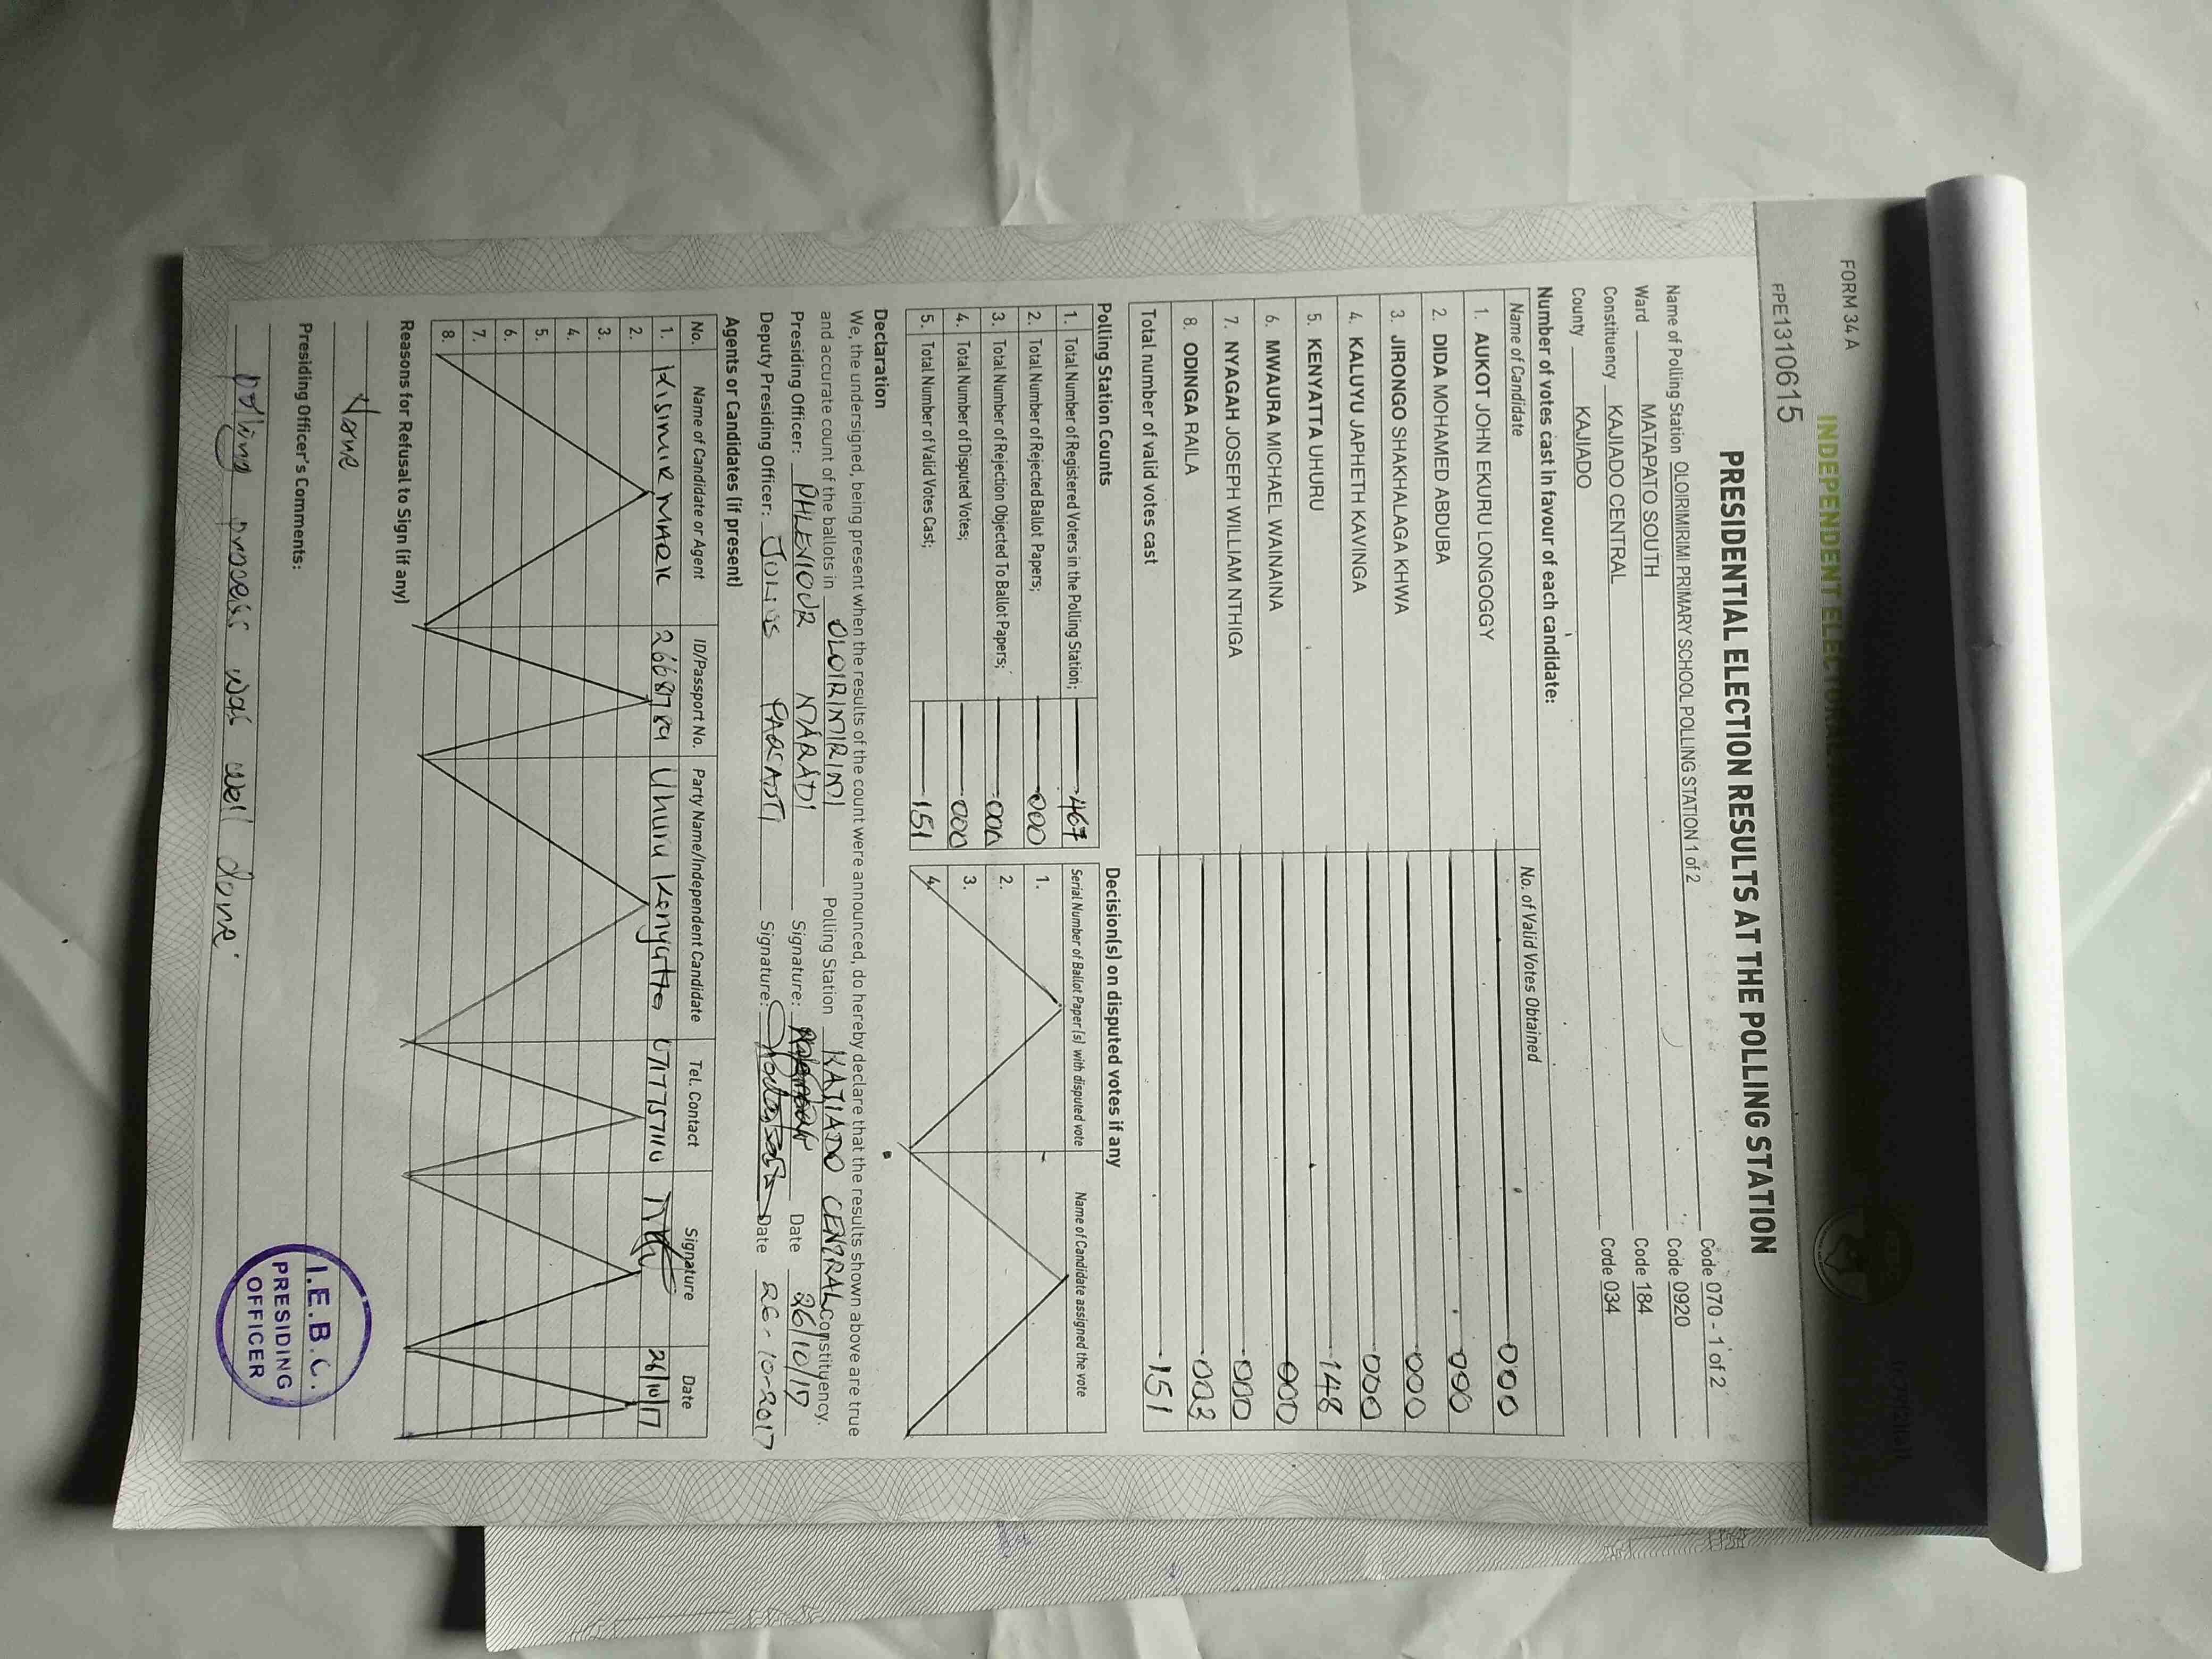 FORM 34 A
INDEPENDENT ELECTORAL
FPE1310615
PRESIDENTIAL ELECTION RESULTS AT THE POLLING STATION
Name of Polling Station OLOIRIMIRIMI PRIMARY SCHOOL POLLING STATION 1 of 2 Code 070 - 1 of 2
Ward MATAPATO SOUTH Code 0920
Constituency KAJIADO CENTRAL Code 184
County KAJIADO Code 034
Number of votes cast in favour of each candidate:
Name of Candidate No. of Valid Votes Obtained
1. AUKOT JOHN EKURU LONGOGGY 000
2. DIDA MOHAMED ABDUBA 000
3. JIRONGO SHAKHALAGA KHWA 000
4. KALUYU JAPHETH KAVINGA 000
5. KENYATTA UHURU 148
6. MWAURA MICHAEL WAINAINA 000
7. NYAGAH JOSEPH WILLIAM NTHIGA 000
8. ODINGA RAILA
Total number of valid votes cast 151
Polling Station Counts
1. Total Number of Registered Voters in the Polling Station; 467
2. Total Number of Rejected Ballot Papers; 000
3. Total Number of Rejection Objected To Ballot Papers; 000
4. Total Number of Disputed Votes; 000
5. Total Number of Valid Votes Cast; 151
Decision(s) on disputed votes if any
Serial Number of Ballot Paper(s) with disputed vote Name of Candidate assigned the vote
1.
2.
3.
4.
Declaration
We, the undersigned, being present when the results of the count were announced, do hereby declare that the results shown above are true
and accurate count of the ballots in OLOIRIMIRIMI Polling Station KAJIADO CENTRAL Constituency.
Presiding Officer: PHLEVIOUR MARADI Signature: Date 26/10/17
Deputy Presiding Officer: JULIUS Signature: Date 26-10-2017
Agents or Candidates (if present)
No. Name of Candidate or Agent ID/Passport No. Party Name/Independent Candidate Tel. Contact Signature Date
1. KISIMIR MARK Uhuru Kenyatta 26/10/17
2.
3.
4.
5.
6.
7.
8.
Reasons for Refusal to Sign (if any)
None
Presiding Officer's Comments:
Polling process was well done.
I.E.B.C.
PRESIDING
OFFICER